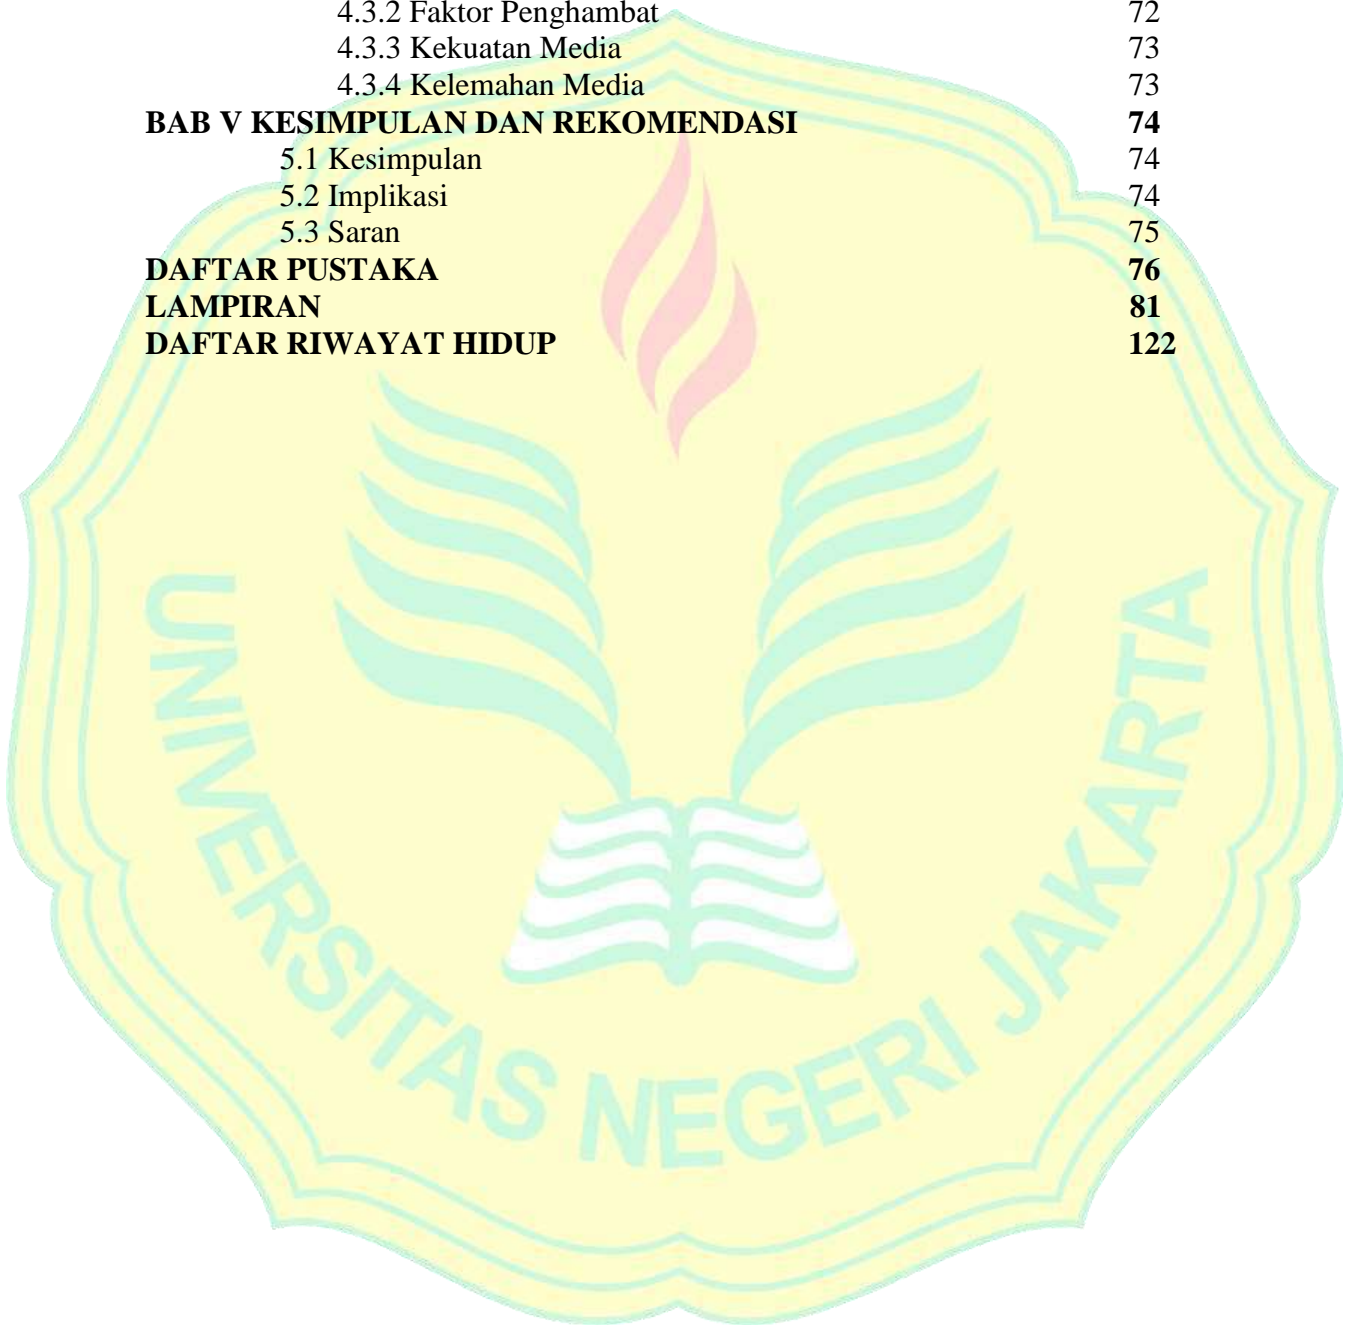 4.3.2 Faktor Penghambat 72
4.3.3 Kekuatan Media 73
4.3.4 Kelemahan Media 73
BAB V KESIMPULAN DAN REKOMENDASI 74
5.1 Kesimpulan 74
5.2 Implikasi 74
5.3 Saran 75
DAFTAR PUSTAKA 76
LAMPIRAN 81
DAFTAR RIWAYAT HIDUP 122
UNIVERSITAS NEGERI JAKARTA